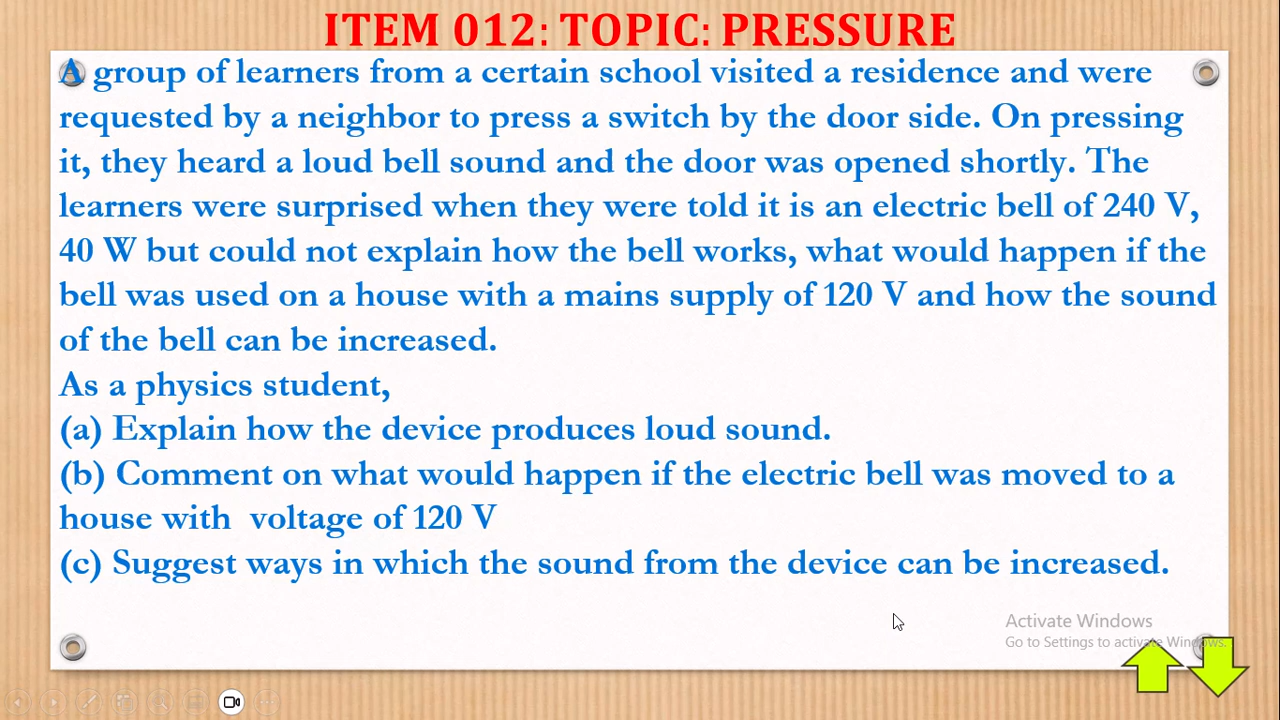 ITEM 012: TOPIC: PRESSURE
A group of learners from a certain school visited a residence and were
requested by a neighbor to press a switch by the door side. On pressing
it, they heard a loud bell sound and the door was opened shortly. The
learners were surprised when they were told it is an electric bell of 240 V,
40 W but could not explain how the bell works, what would happen if the
bell was used on a house with a mains supply of 120 V and how the sound
of the bell can be increased.
As a physics student,
(a) Explain how the device produces loud sound.
(b) Comment on what would happen if the electric bell was moved to a
house with voltage of 120 V
(c) Suggest ways in which the sound from the device can be increased.
Activate Windows
Go to Settings to activate Windows.